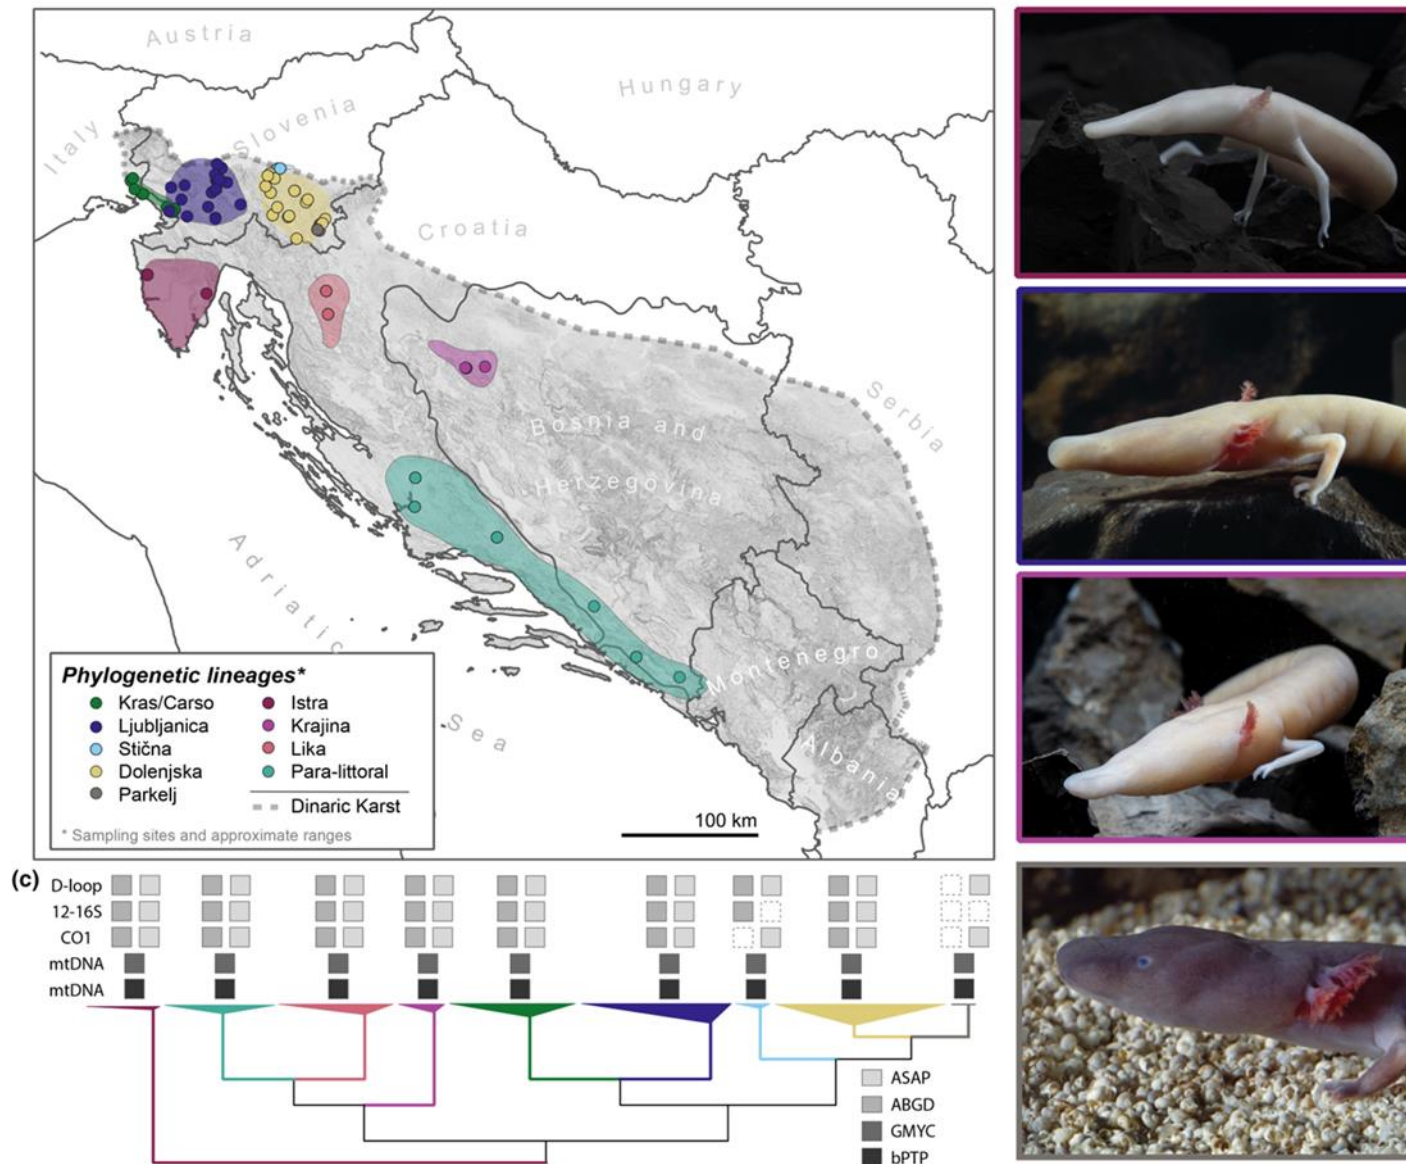 Austria
Hungary
Italy
Slovenia
Croatia
Serbia
Bosnia and
Herzegovina
Adriatic
Sea
Montenegro
Albania
Phylogenetic lineages*
Kras/Carso
Istra
Ljubljanica
Krajina
Stična
Lika
Dolenjska
Para-littoral
Parkelj
Dinaric Karst
* Sampling sites and approximate ranges
100 km
(c)
D-loop
12-16S
CO1
mtDNA
mtDNA
ASAP
ABGD
GMYC
bPTP